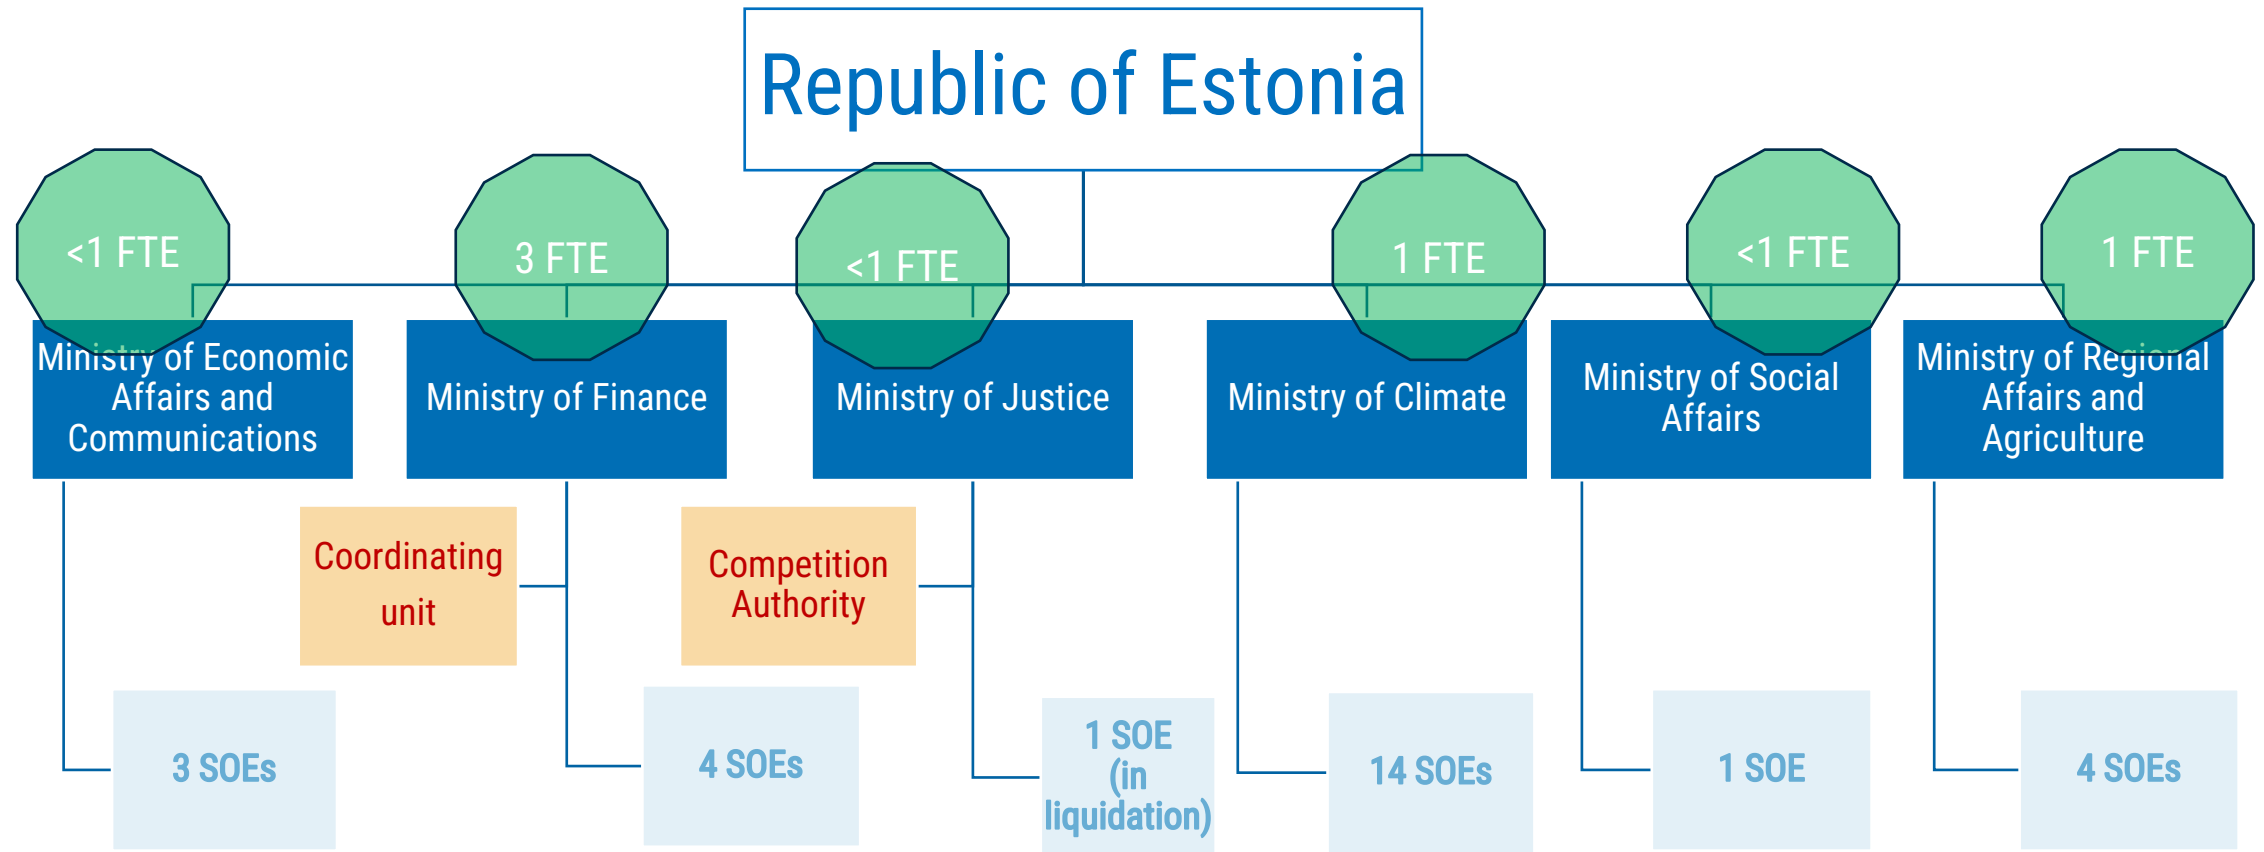 Republic of Estonia
<1 FTE
3 FTE
<1 FTE
1 FTE
<1 FTE
1 FTE
Ministry of Economic
Affairs and
Communications
Ministry of Finance
Ministry of Justice
Ministry of Climate
Ministry of Social
Affairs
Ministry of Regional
Affairs and
Agriculture
Coordinating
unit
Competition
Authority
3 SOEs
4 SOEs
1 SOE
(in
liquidation)
14 SOEs
1 SOE
4 SOEs